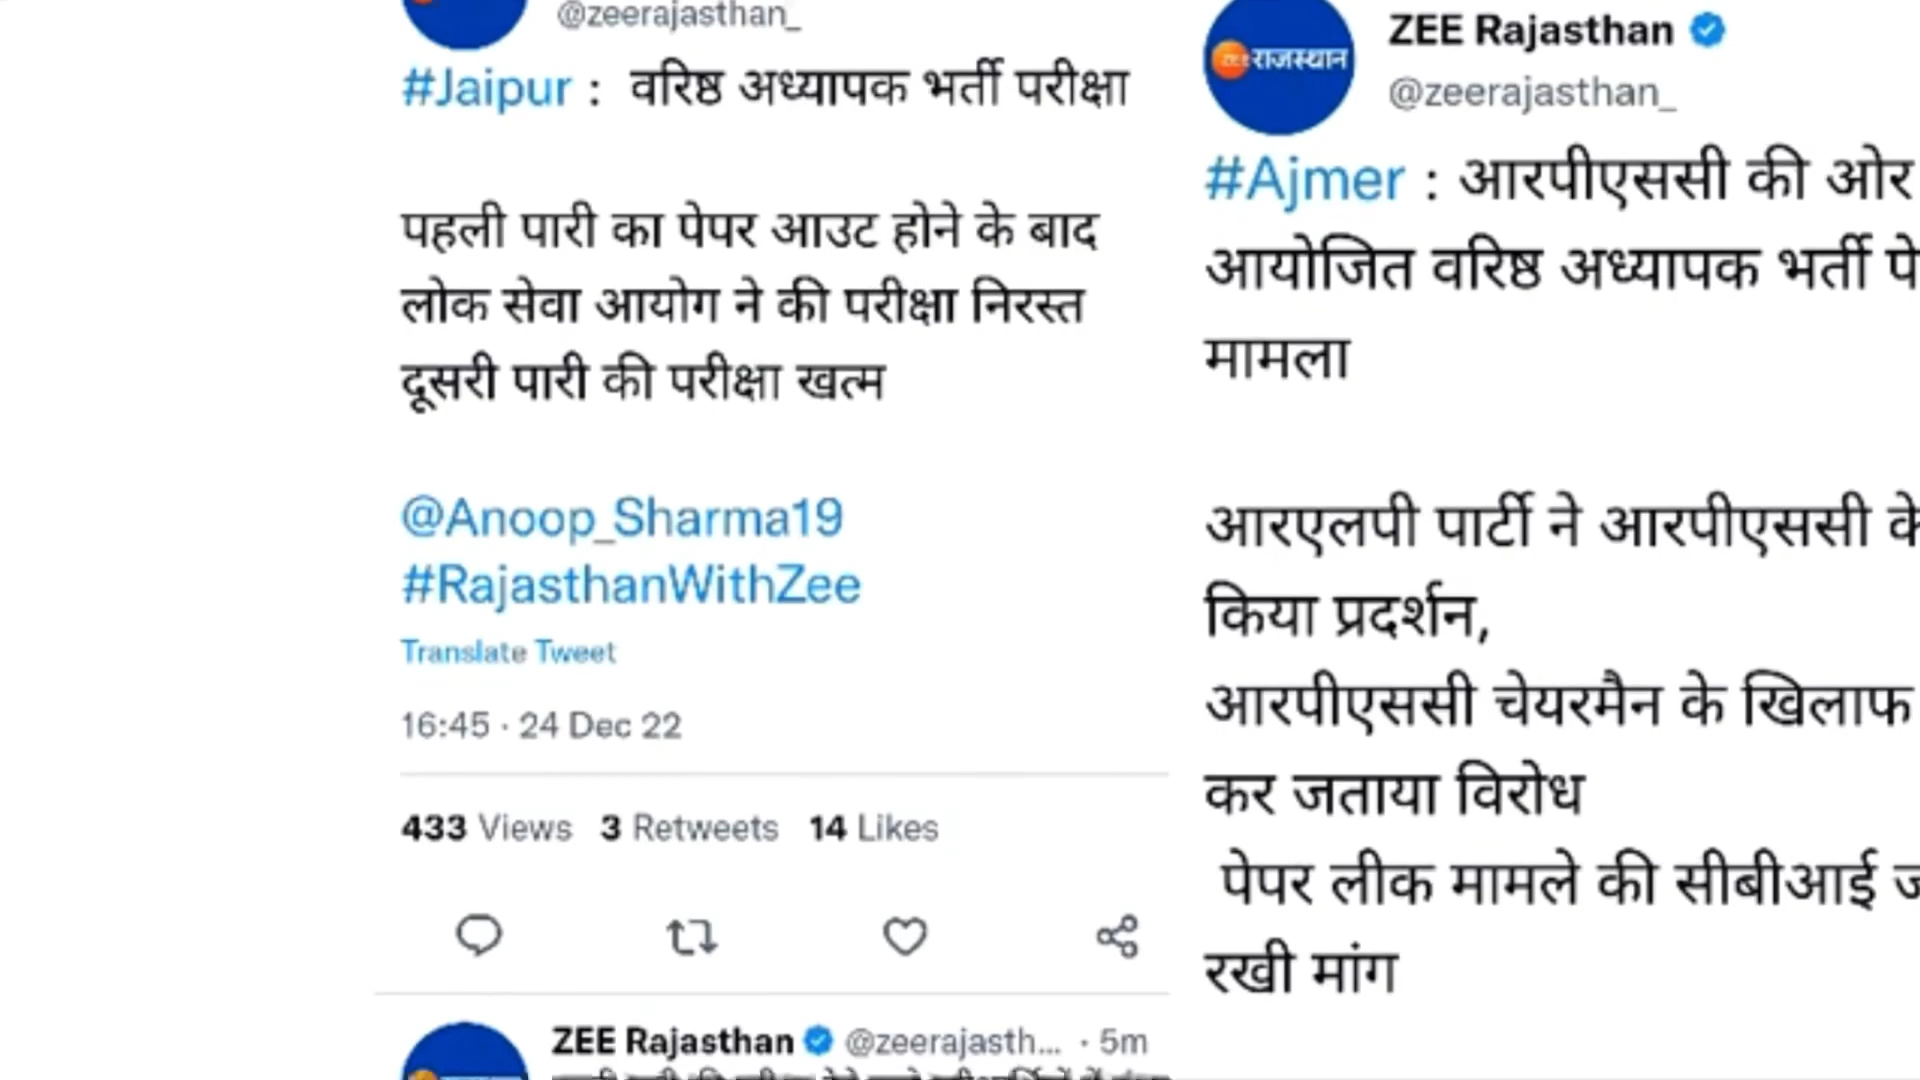 @zeerajasthan_
#Jaipur : वरिष्ठ अध्यापक भर्ती परीक्षा
पहली पारी का पेपर आउट होने के बाद
लोक सेवा आयोग ने की परीक्षा निरस्त
दूसरी पारी की परीक्षा खत्म
@Anoop_Sharma19
#RajasthanWithZee
Translate Tweet
16:45 · 24 Dec 22
433 Views 3 Retweets 14 Likes
ZEE Rajasthan @zeerajasth... · 5m
ZEE राजस्थान
ZEE Rajasthan
@zeerajasthan_
#Ajmer : आरपीएससी की ओर
आयोजित वरिष्ठ अध्यापक भर्ती पे
मामला
आरएलपी पार्टी ने आरपीएससी के
किया प्रदर्शन,
आरपीएससी चेयरमैन के खिलाफ
कर जताया विरोध
पेपर लीक मामले की सीबीआई
रखी मांग